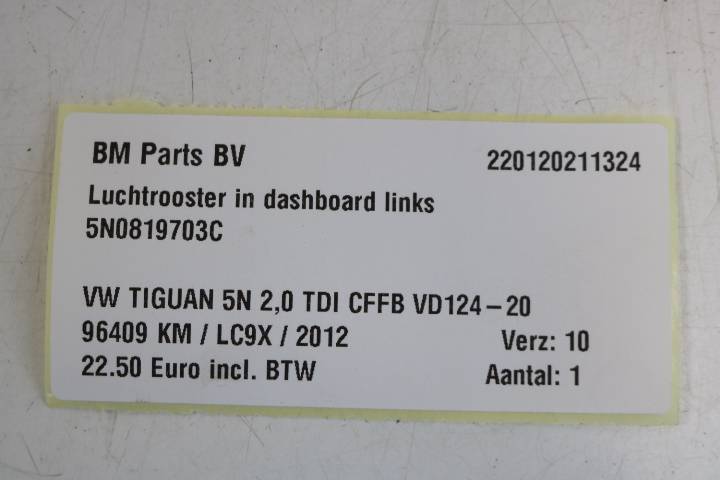 BM Parts BV 220120211324
Luchtrooster in dashboard links
5N0819703C
VW TIGUAN 5N 2,0 TDI CFFB VD124-20
96409 KM / LC9X / 2012 Verz: 10
22.50 Euro incl. BTW Aantal: 1